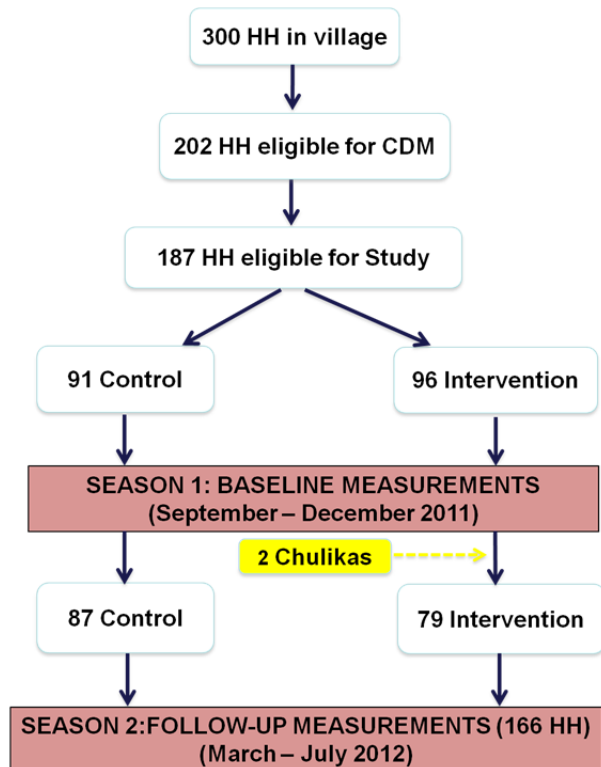 300 HH in village
202 HH eligible for CDM
187 HH eligible for Study
91 Control
96 Intervention
SEASON 1: BASELINE MEASUREMENTS
(September – December 2011)
2 Chulikas
87 Control
79 Intervention
SEASON 2:FOLLOW-UP MEASUREMENTS (166 HH)
(March – July 2012)